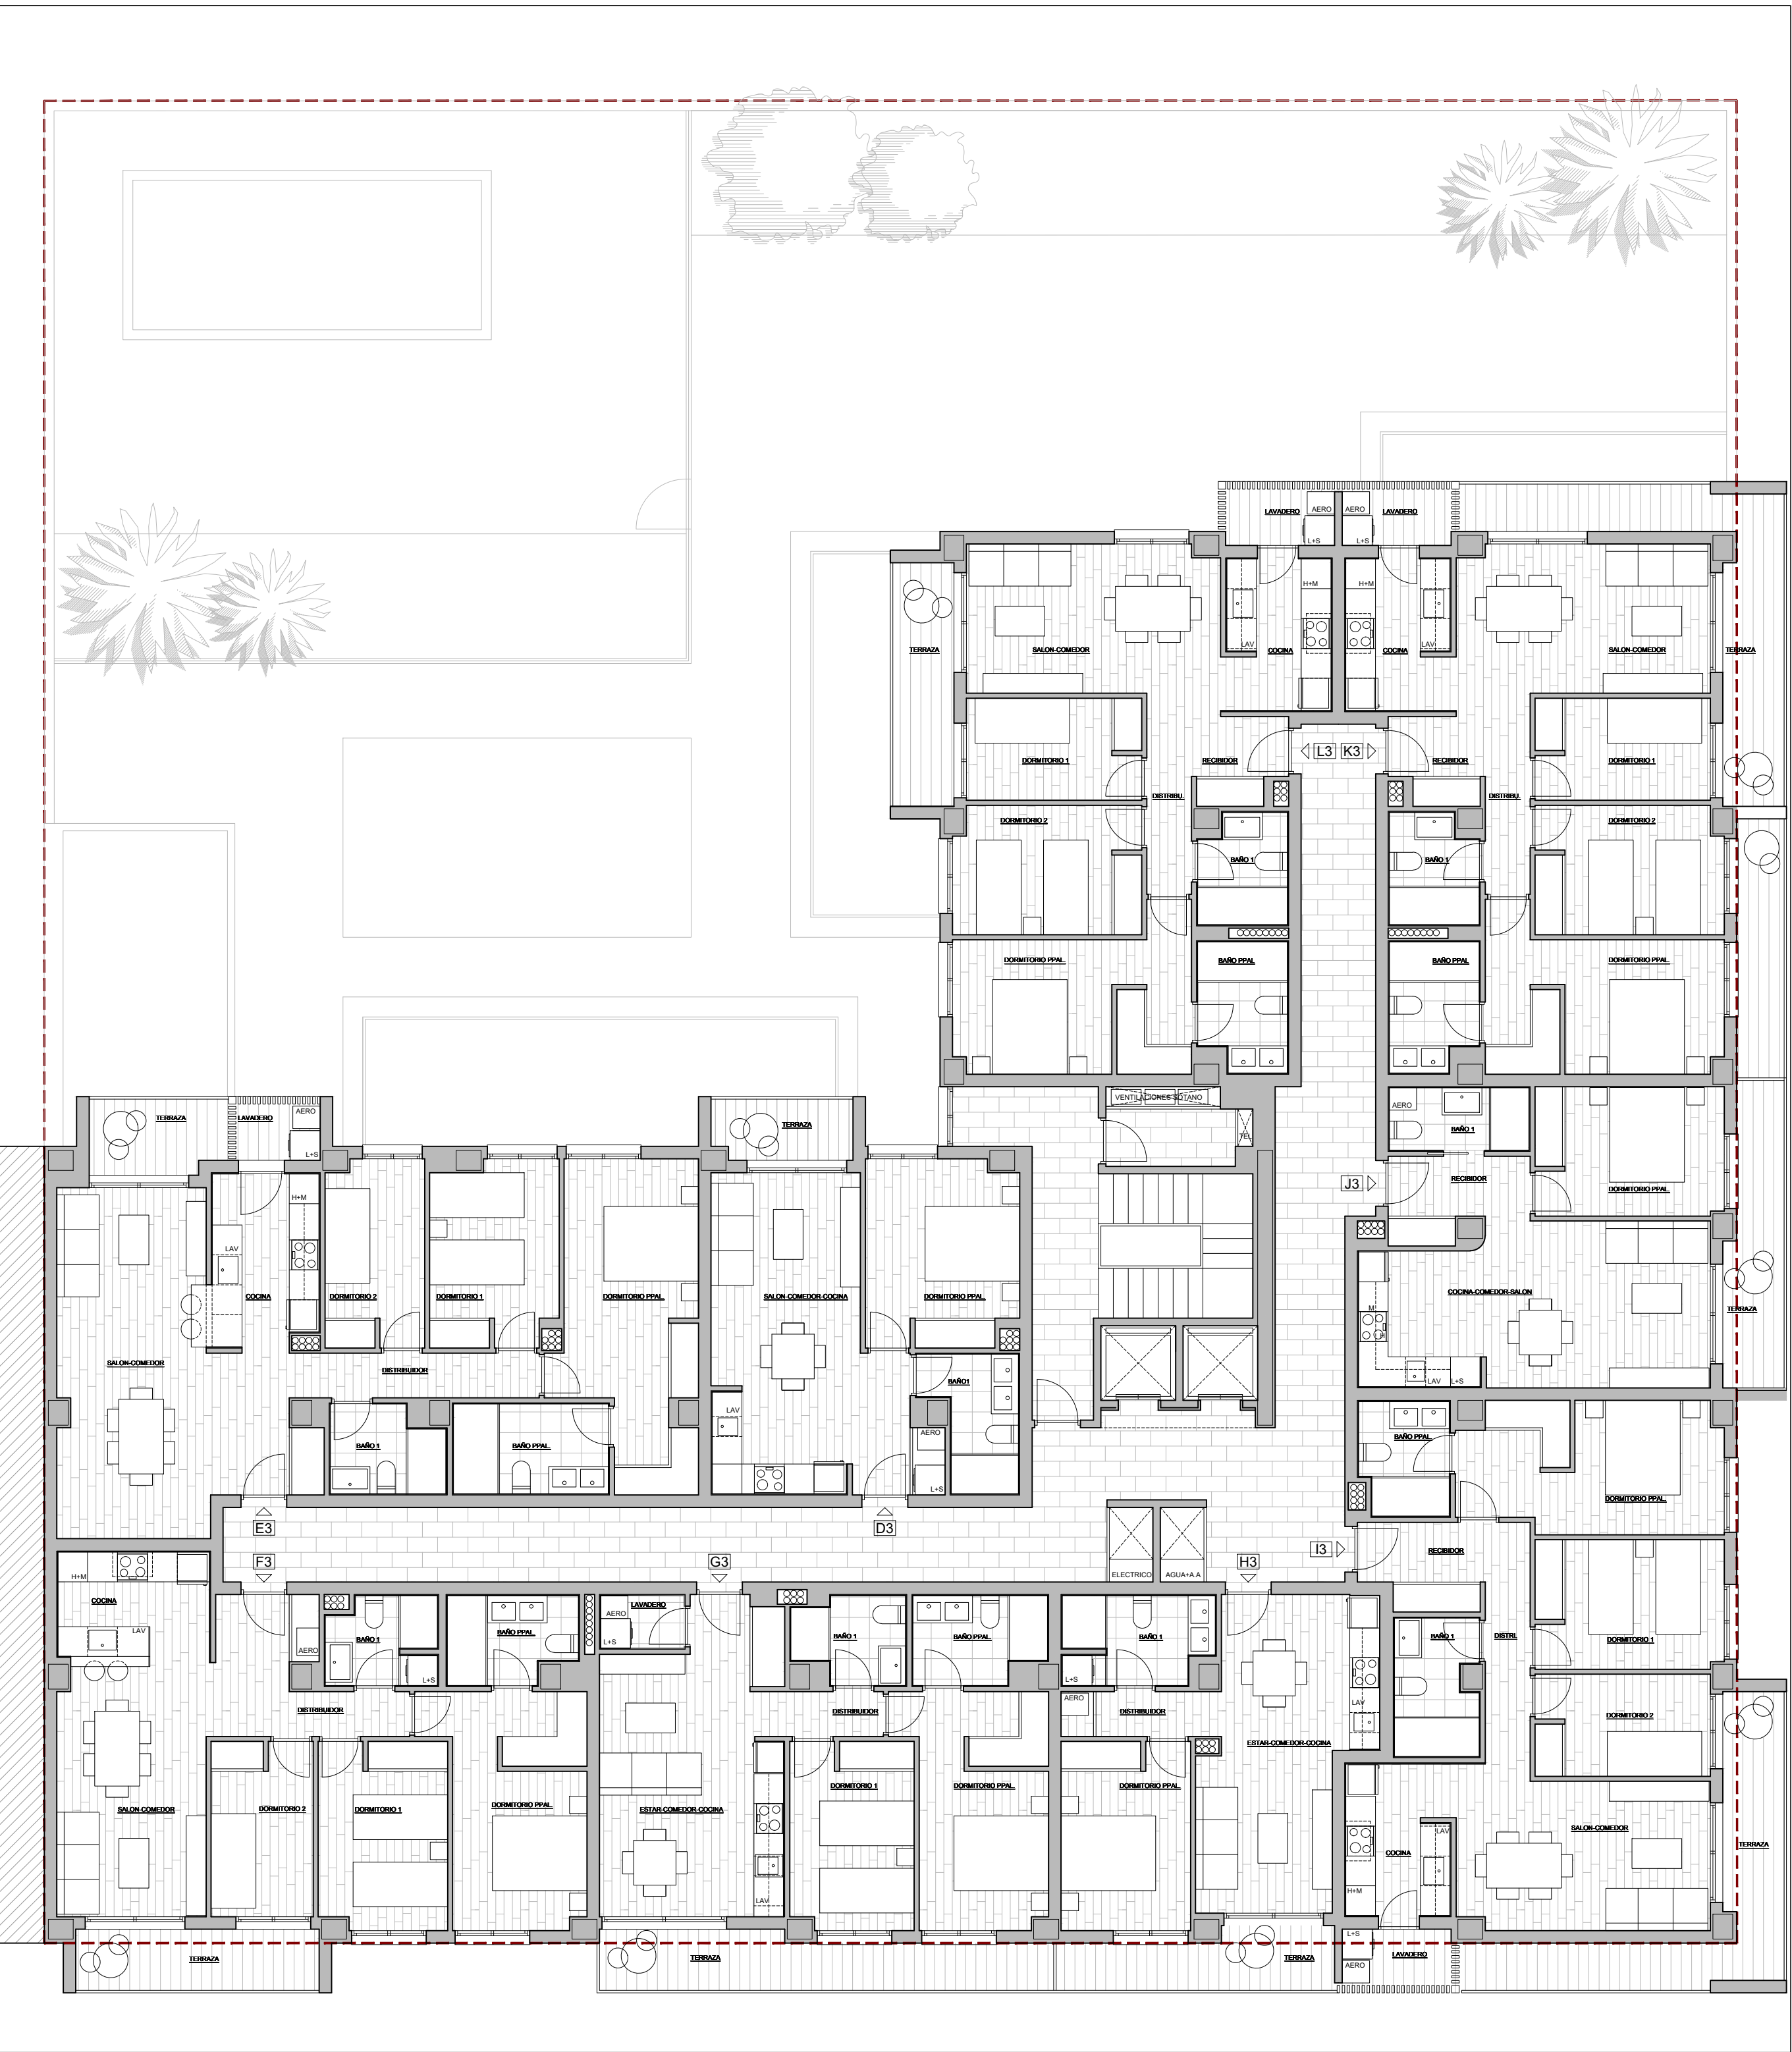 LAVADERO
AERO
AERO
LAVADERO
L+S
L+S
H+M
H+M
LAV
LAV
TERRAZA
SALON-COMEDOR
COCINA
COCINA
SALON-COMEDOR
TERRAZA
DORMITORIO 1
RECIBIDOR
L3
K3
RECIBIDOR
DORMITORIO 1
DISTRIBU.
DISTRIBU.
DORMITORIO 2
DORMITORIO 2
BAÑO 1
BAÑO 1
DORMITORIO PPAL.
BAÑO PPAL.
BAÑO PPAL.
DORMITORIO PPAL.
VENTILACIONES SOTANO
TEL
AERO
BAÑO 1
TERRAZA
LAVADERO
AERO
L+S
TERRAZA
J3
RECIBIDOR
DORMITORIO PPAL.
H+M
LAV
COCINA
DORMITORIO 2
DORMITORIO 1
DORMITORIO PPAL.
SALON-COMEDOR-COCINA
DORMITORIO PPAL.
COCINA-COMEDOR-SALON
TERRAZA
M
LAV
L+S
SALON-COMEDOR
DISTRIBUIDOR
BAÑO1
LAV
AERO
L+S
BAÑO 1
BAÑO PPAL.
BAÑO PPAL.
DORMITORIO PPAL.
E3
D3
F3
G3
H3
I3
RECIBIDOR
ELECTRICO
AGUA+A.A
H+M
COCINA
LAV
AERO
BAÑO 1
L+S
BAÑO PPAL.
AERO
LAVADERO
L+S
BAÑO 1
BAÑO PPAL.
BAÑO 1
L+S
AERO
BAÑO 1
DISTRI.
DORMITORIO 1
DISTRIBUIDOR
DISTRIBUIDOR
DISTRIBUIDOR
LAV
ESTAR-COMEDOR-COCINA
DORMITORIO 2
SALON-COMEDOR
DORMITORIO 2
DORMITORIO 1
DORMITORIO PPAL.
ESTAR-COMEDOR-COCINA
DORMITORIO 1
DORMITORIO PPAL.
DORMITORIO PPAL.
LAV
SALON-COMEDOR
TERRAZA
COCINA
LAV
H+M
TERRAZA
TERRAZA
TERRAZA
L+S
AERO
LAVADERO